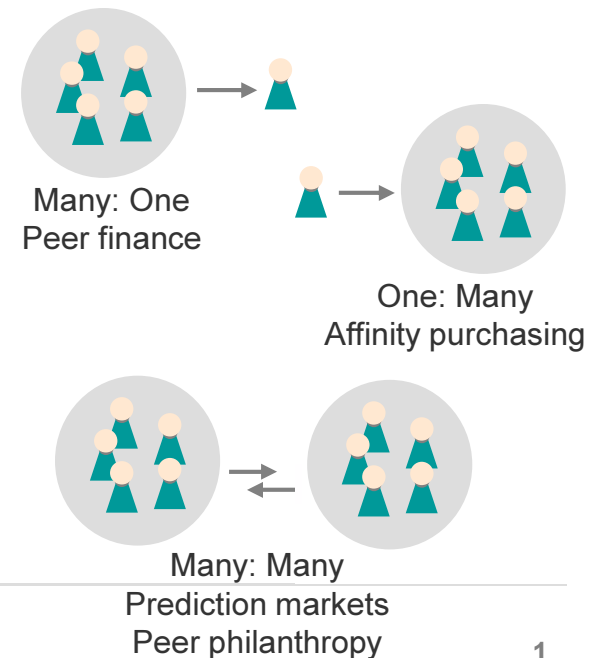 Many: One
Peer finance
One: Many
Affinity purchasing
Many: Many
Prediction markets
Peer philanthropy
1